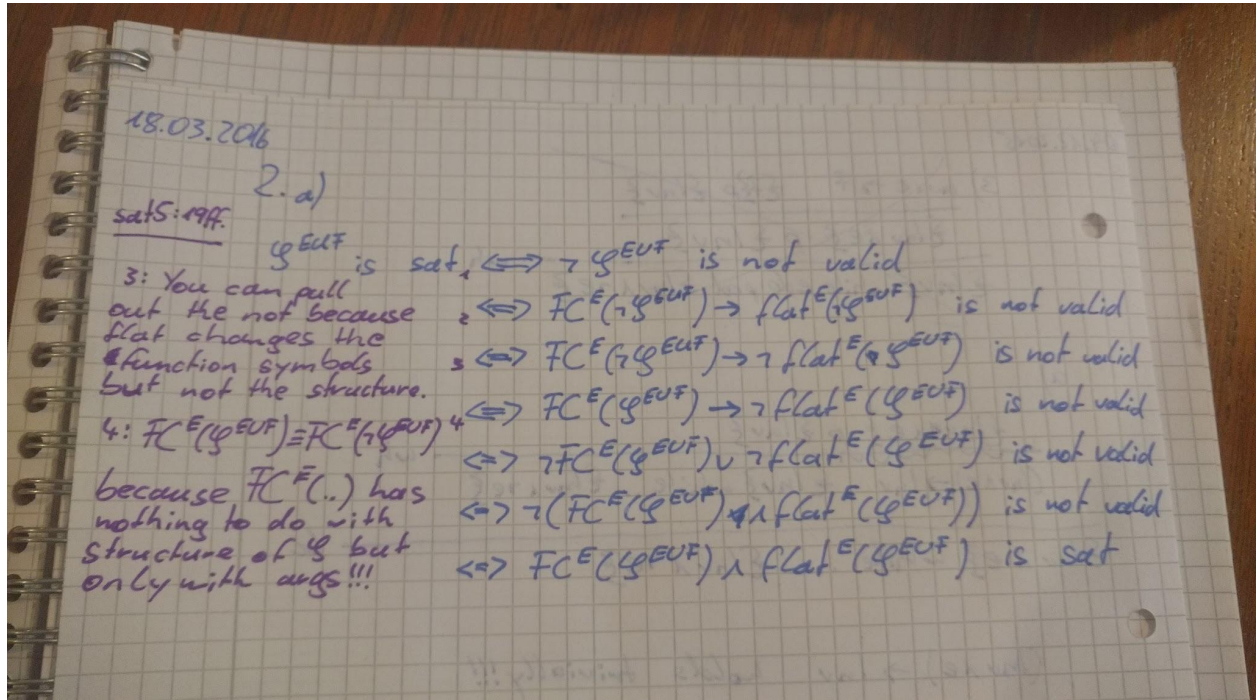 18.03.2016
2. a)
sat5:19ff.
φ^EUF is sat ₁ ⟺ ¬φ^EUF is not valid
₂ ⟺ FC^E(¬φ^EUF) → flat^E(¬φ^EUF) is not valid
₃ ⟺ FC^E(¬φ^EUF) → ¬flat^E(φ^EUF) is not valid
⁴ ⟺ FC^E(φ^EUF) → ¬flat^E(φ^EUF) is not valid
⟺ ¬FC^E(φ^EUF) ∨ ¬flat^E(φ^EUF) is not valid
⟺ ¬(FC^E(φ^EUF) ∧ flat^E(φ^EUF)) is not valid
⟺ FC^E(φ^EUF) ∧ flat^E(φ^EUF) is sat
3: You can pull
out the not because
flat changes the
function symbols
but not the structure.
4: FC^E(φ^EUF) ≡ FC^E(¬φ^EUF)
because FC^E(..) has
nothing to do with
structure of φ but
only with args!!!